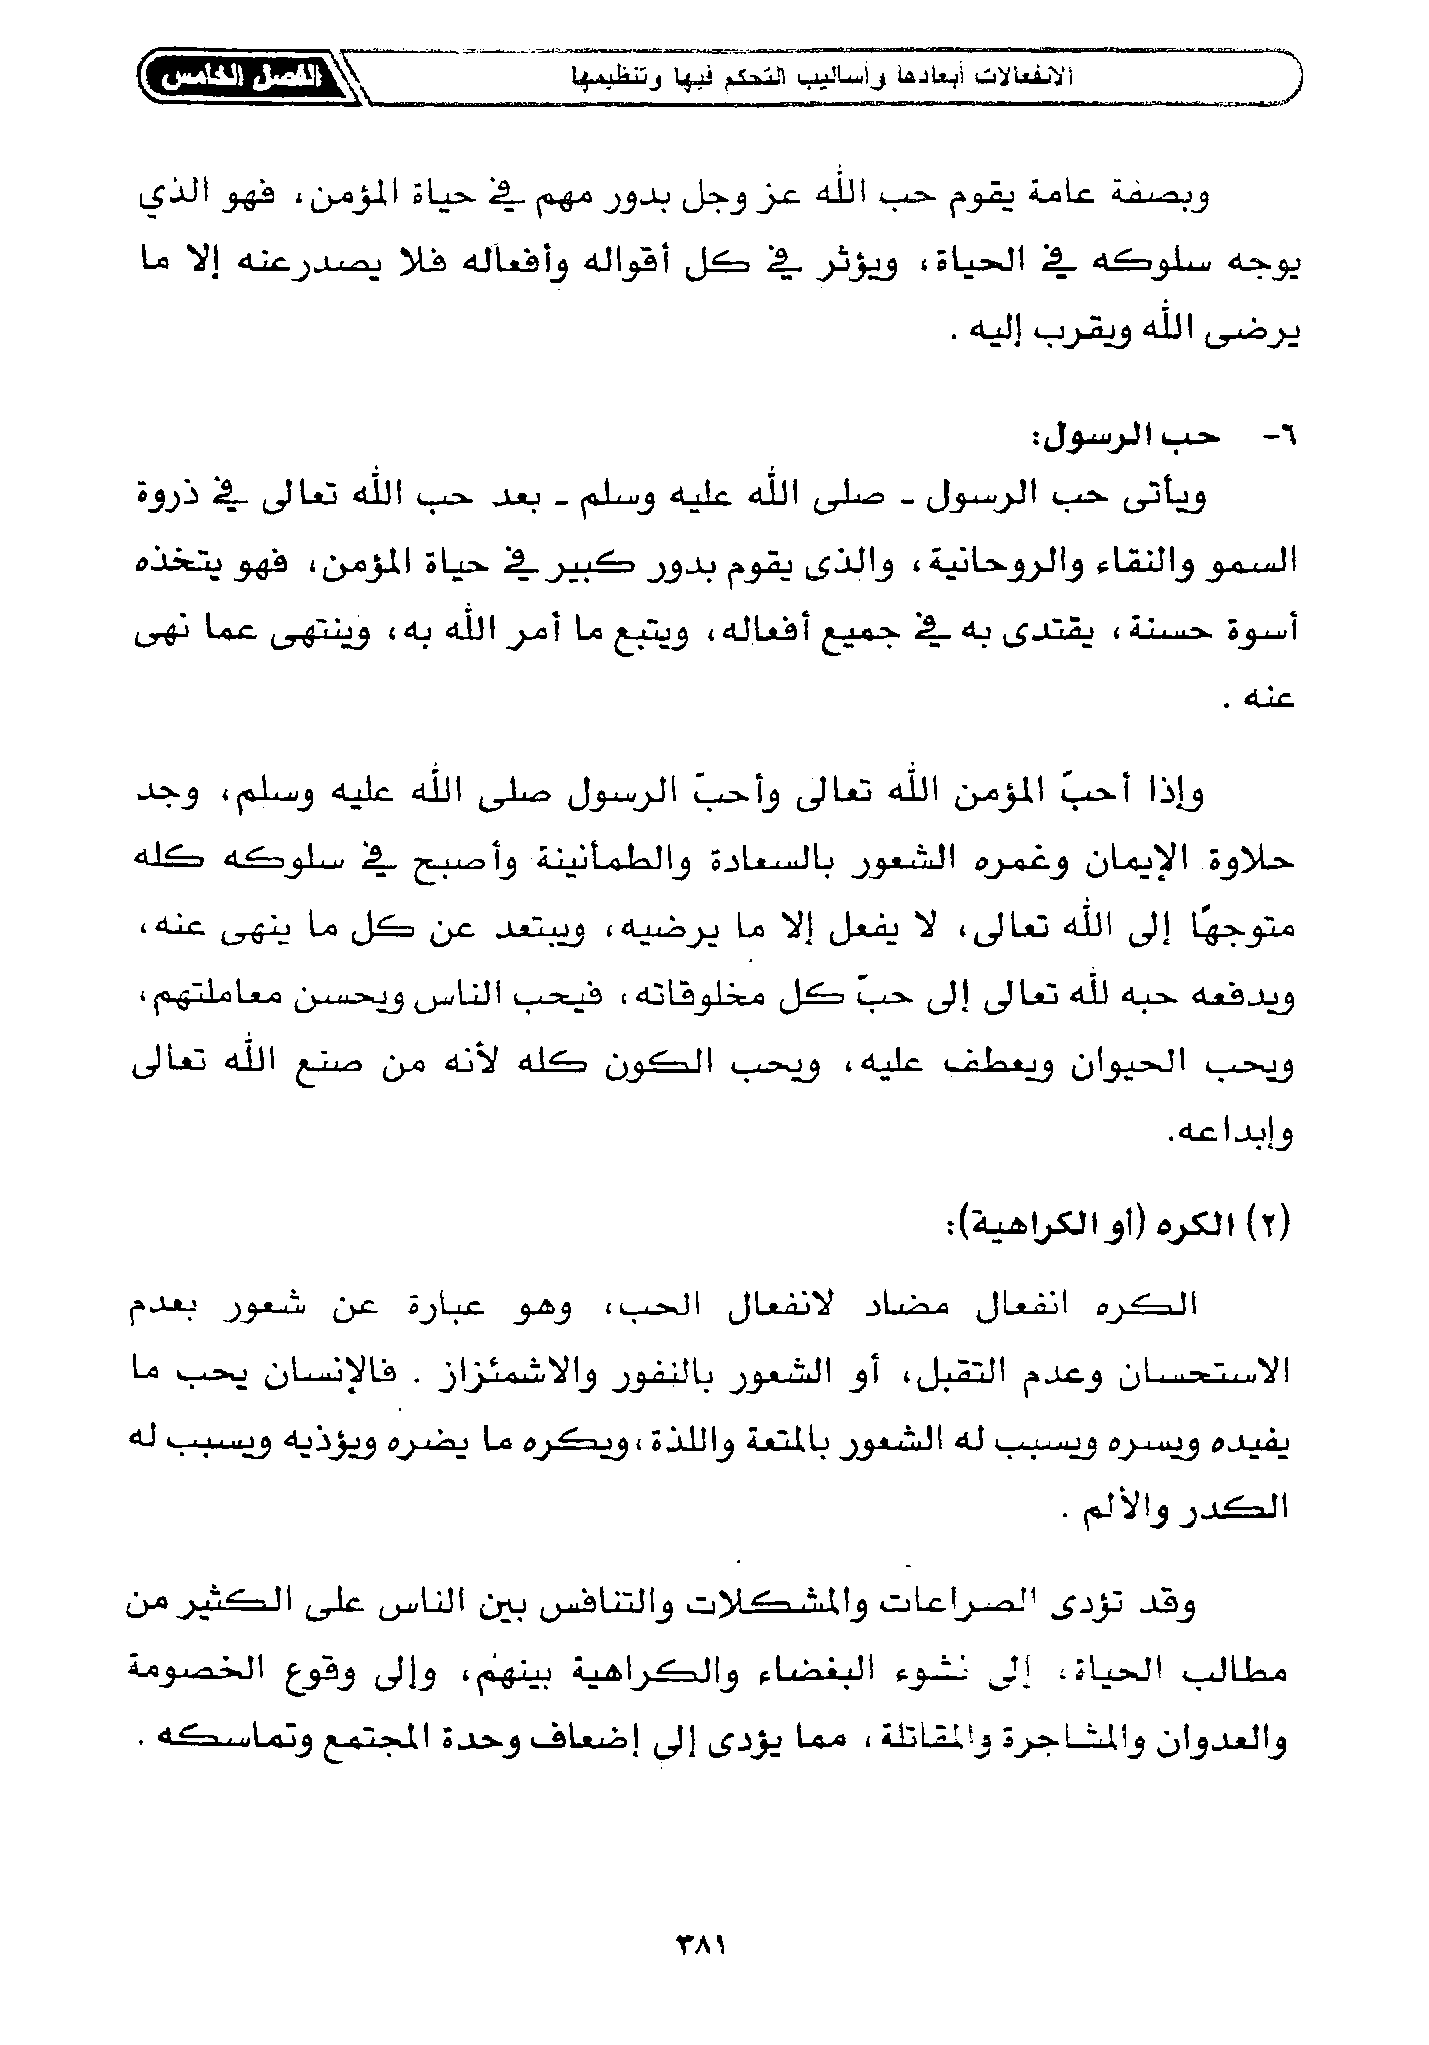 الانفعالات أبعادها وأساليب التحكم فيها وتنظيمها
الفصل الخامس
وبصفة عامة يقوم حب الله عز وجل بدور مهم في حياة المؤمن، فهو الذي
يوجه سلوكه في الحياة، ويؤثر في كل أقواله وأفعاله فلا يصدر عنه إلا ما
يرضى الله ويقرب إليه .
٦- حب الرسول:
ويأتى حب الرسول - صلى الله عليه وسلم - بعد حب الله تعالى في ذروة
السمو والنقاء والروحانية، والذى يقوم بدور كبير في حياة المؤمن، فهو يتخذه
أسوة حسنة، يقتدى به في جميع أفعاله، ويتبع ما أمر الله به، وينتهى عما نهى
عنه .
وإذا أحبّ المؤمن الله تعالى وأحبّ الرسول صلى الله عليه وسلم، وجد
حلاوة الإيمان وغمره الشعور بالسعادة والطمأنينة وأصبح في سلوكه كله
متوجهًا إلى الله تعالى، لا يفعل إلا ما يرضيه، ويبتعد عن كل ما ينهى عنه،
ويدفعه حبه لله تعالى إلى حبّ كل مخلوقاته، فيحب الناس ويحسن معاملتهم،
ويحب الحيوان ويعطف عليه، ويحب الكون كله لأنه من صنع الله تعالى
وإبداعه.
(٢) الكره (أو الكراهية):
الكره انفعال مضاد لانفعال الحب، وهو عبارة عن شعور بعدم
الاستحسان وعدم التقبل، أو الشعور بالنفور والاشمئزاز . فالإنسان يحب ما
يفيده ويسره ويسبب له الشعور بالمتعة واللذة، ويكره ما يضره ويؤذيه ويسبب له
الكدر والألم .
وقد تؤدى الصراعات والمشكلات والتنافس بين الناس على الكثير من
مطالب الحياة، إلى نشوء البغضاء والكراهية بينهم، وإلى وقوع الخصومة
والعدوان والمشاجرة والمقاتلة، مما يؤدى إلى إضعاف وحدة المجتمع وتماسكه .
٣٨١